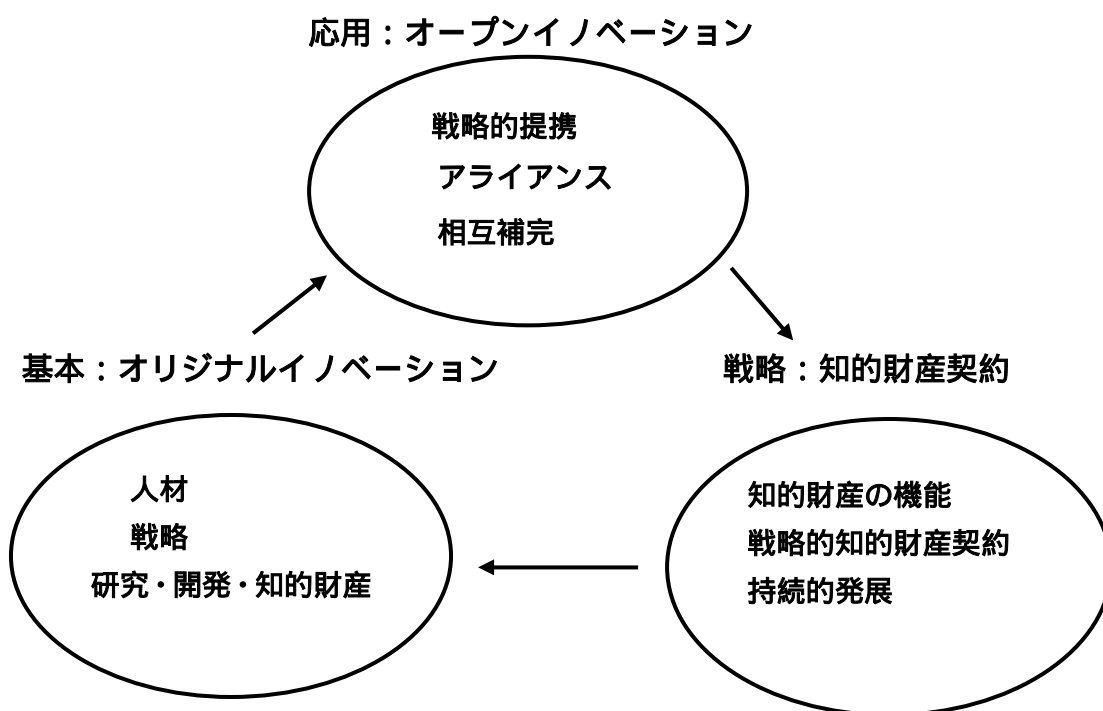 応用：オープンイノベーション
戦略的提携
アライアンス
相互補完
基本：オリジナルイノベーション
人材
戦略
研究・開発・知的財産
戦略：知的財産契約
知的財産の機能
戦略的知的財産契約
持続的発展